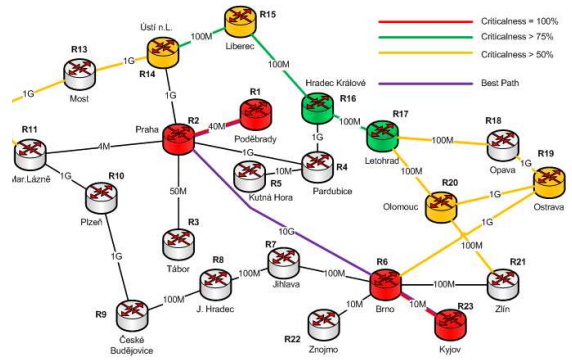 R15
Criticalness = 100%
Ústí n.L.
100M
Criticalness > 75%
R13
Liberec
Criticalness > 50%
1G
R14
100M
Hradec Králové
Most
Best Path
1G
R1
R16
1G
R2
R17
R11
Praha
40M
100M
R18
4M
Poděbrady
1G
100M
1G
R4
Letohrad
1G
R19
Mar.Lázně
R10
R5
10M
Opava
1G
Kutná Hora
Pardubice
100M
R20
50M
1G
Plzeň
Olomouc
Ostrava
R3
10G
1G
R7
100M
1G
Tábor
R8
R6
R21
Jihlava
100M
100M
R9
100M
J. Hradec
Brno
R23
Zlín
10M
10M
České
Budějovice
R22
Znojmo
Kyjov